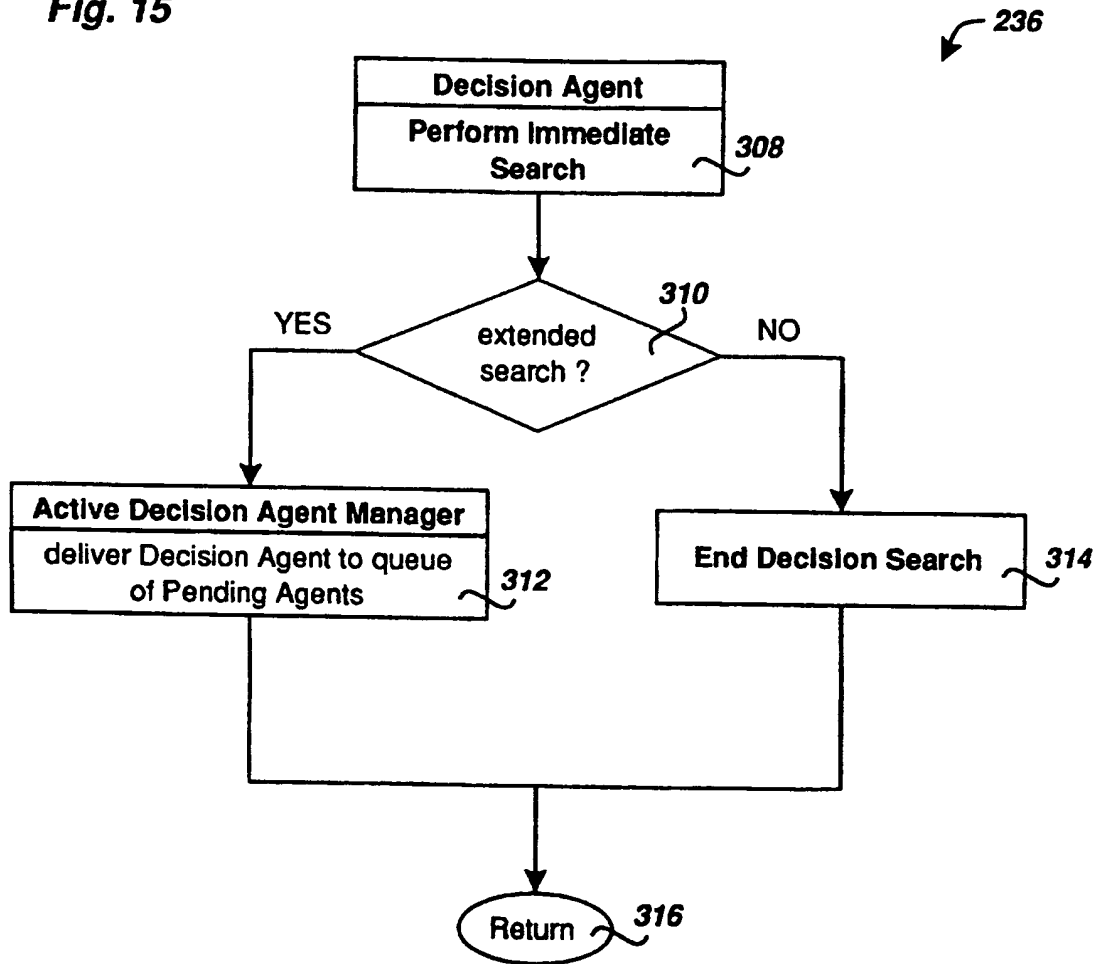 Fig. 15
236
Decision Agent
Perform Immediate
Search
308
310
YES
extended
search ?
NO
Active Decision Agent Manager
deliver Decision Agent to queue
of Pending Agents
312
End Decision Search
314
Return
316